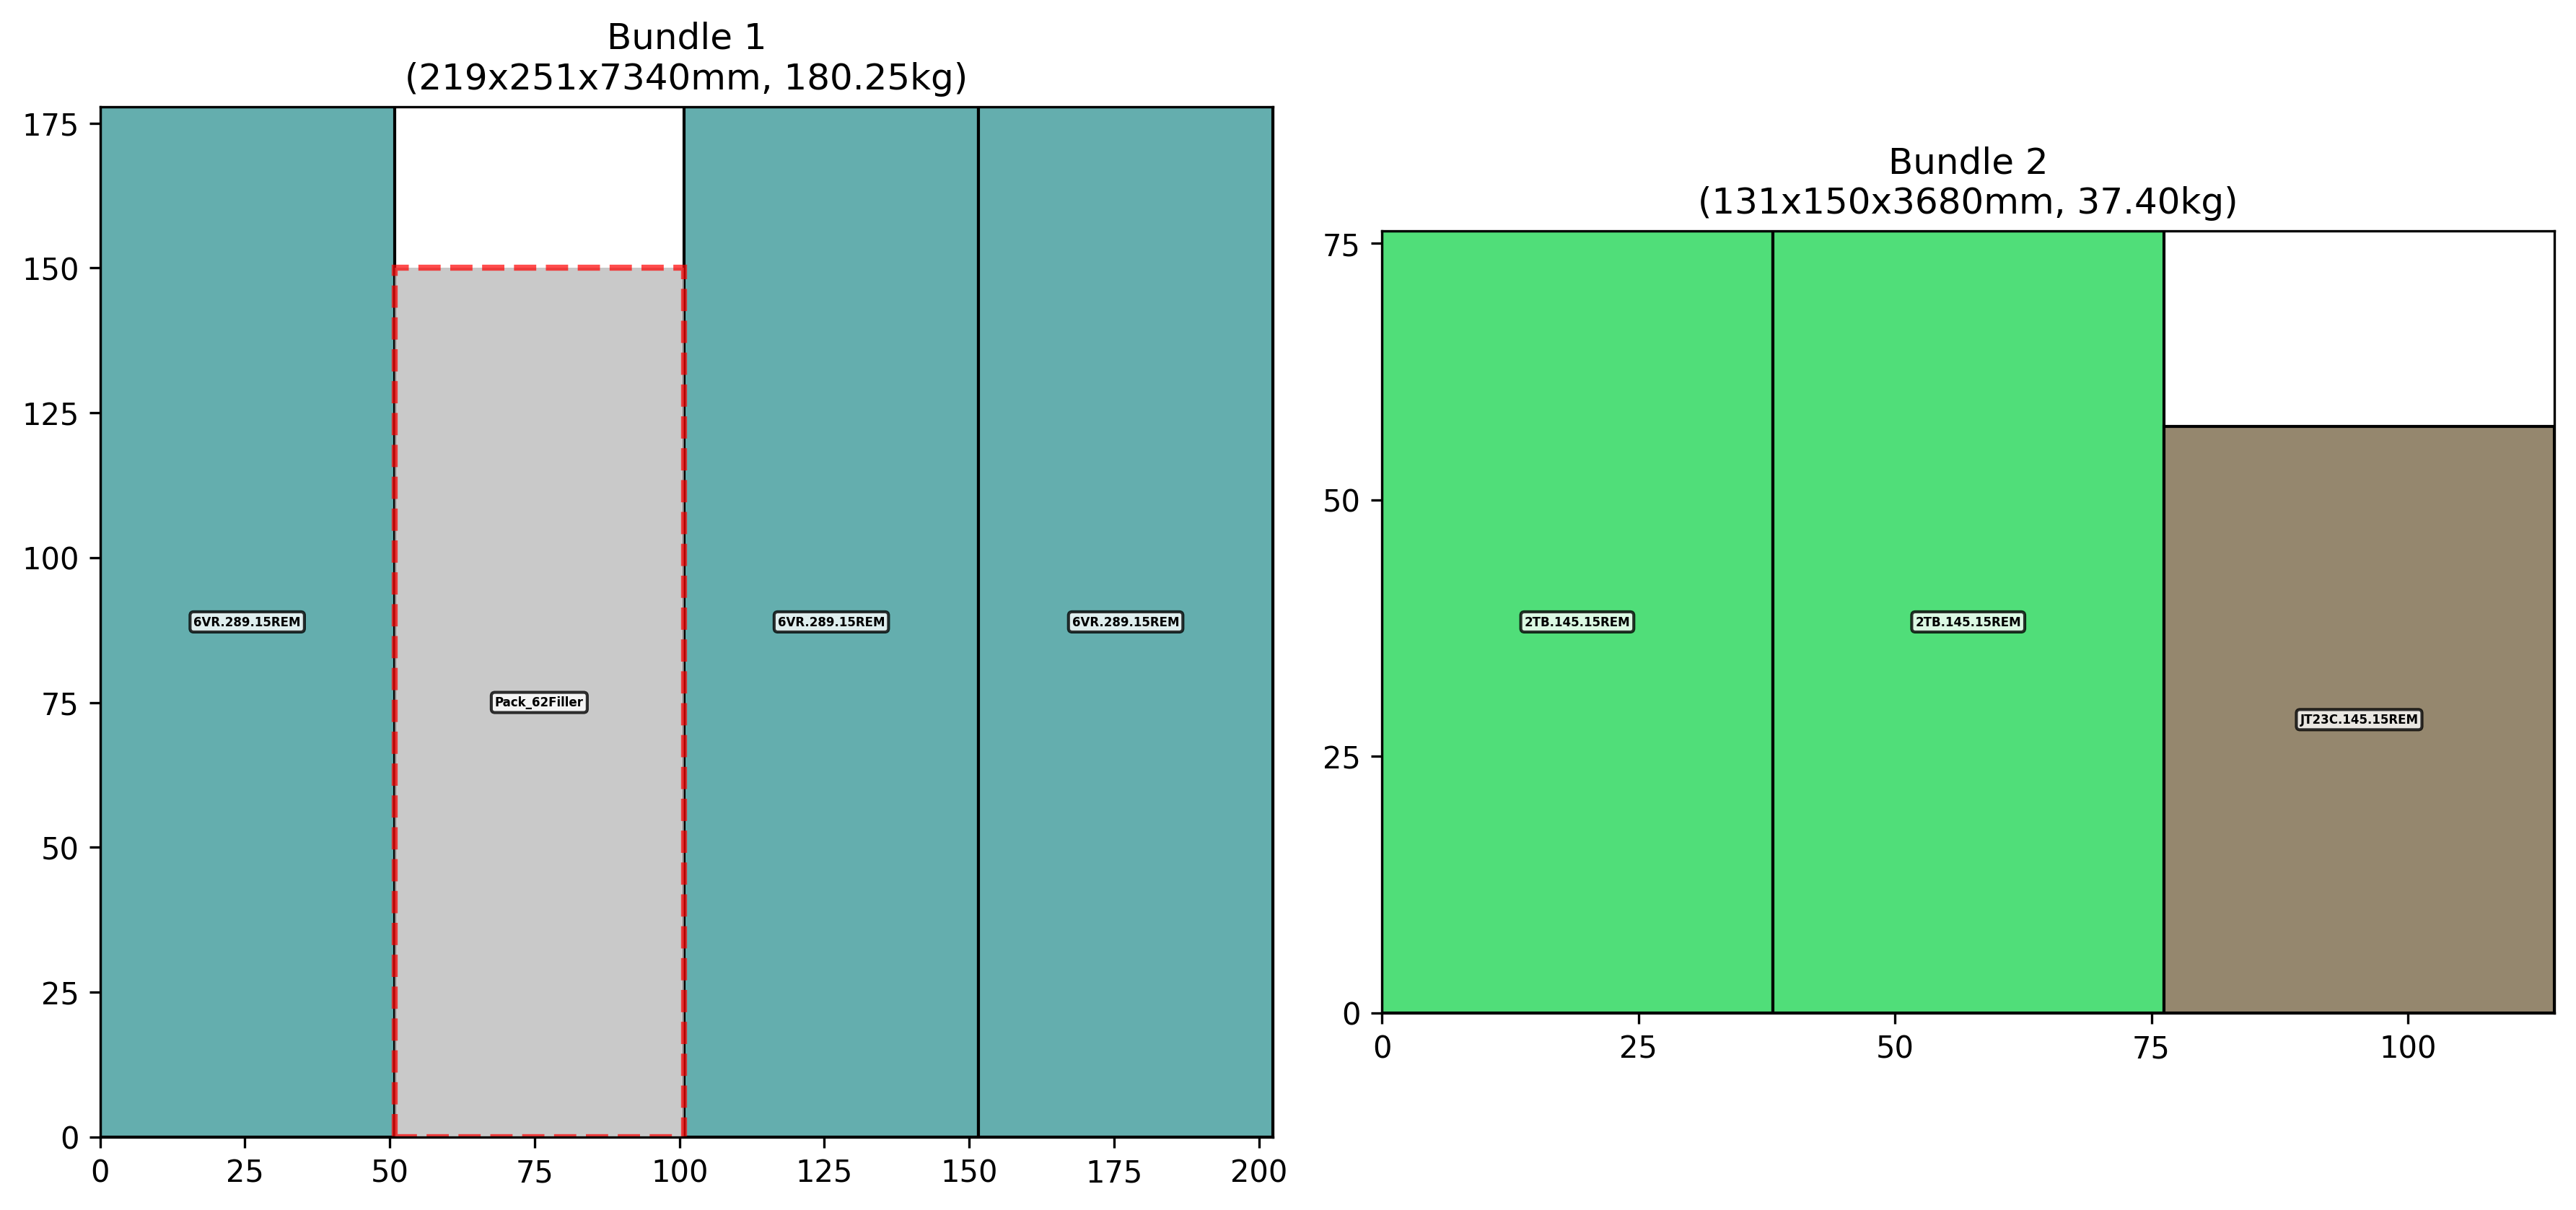 Bundle 1
(219x251x7340mm, 180.25kg)
175
150
125
100
75
50
25
0
6VR.289.15REM
Pack_62Filler
6VR.289.15REM
6VR.289.15REM
0 25 50 75 100 125 150 175 200
Bundle 2
(131x150x3680mm, 37.40kg)
75
50
25
0
2TB.145.15REM
2TB.145.15REM
JT23C.145.15REM
0 25 50 75 100